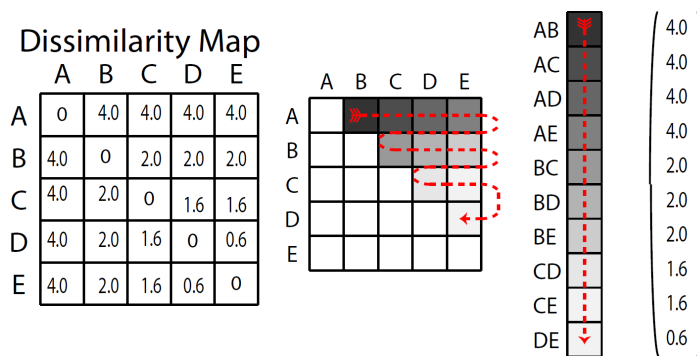 Dissimilarity Map
A B C D E
A 0 4.0 4.0 4.0 4.0
B 4.0 0 2.0 2.0 2.0
C 4.0 2.0 0 1.6 1.6
D 4.0 2.0 1.6 0 0.6
E 4.0 2.0 1.6 0.6 0
A B C D E
A
B
C
D
E
AB 4.0
AC 4.0
AD 4.0
AE 4.0
BC 2.0
BD 2.0
BE 2.0
CD 1.6
CE 1.6
DE 0.6